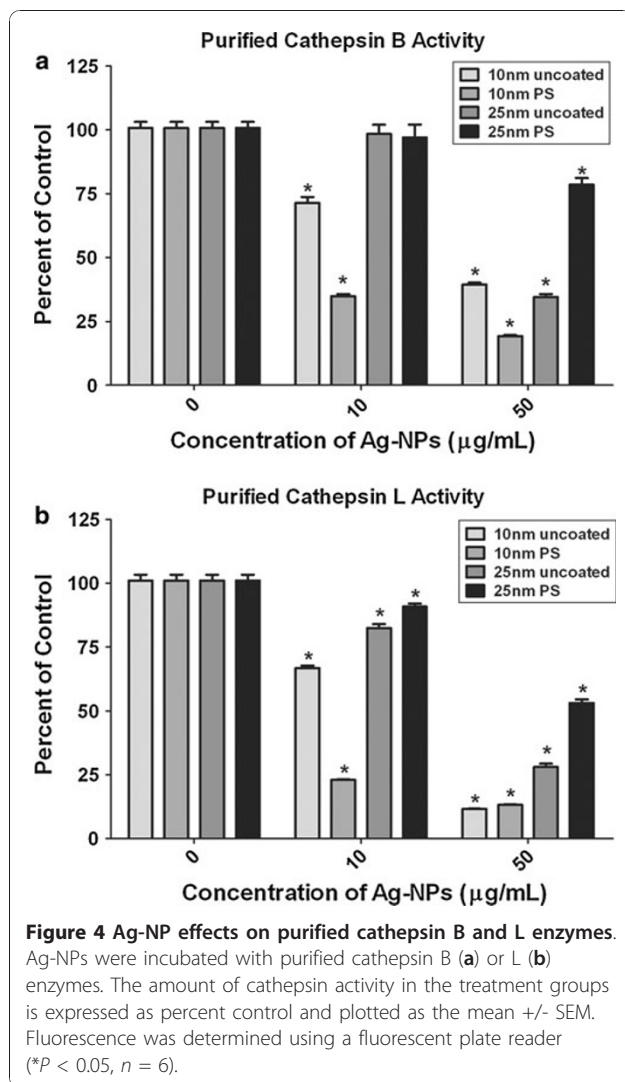 Purified Cathepsin B Activity
a
125
100
75
50
25
0
Percent of Control
10nm uncoated
10nm PS
25nm uncoated
25nm PS
* * * * * *
0 10 50
Concentration of Ag-NPs (µg/mL)
Purified Cathepsin L Activity
b
125
100
75
50
25
0
Percent of Control
10nm uncoated
10nm PS
25nm uncoated
25nm PS
* * * * * * * *
0 10 50
Concentration of Ag-NPs (µg/mL)
Figure 4 Ag-NP effects on purified cathepsin B and L enzymes.
Ag-NPs were incubated with purified cathepsin B (a) or L (b)
enzymes. The amount of cathepsin activity in the treatment groups
is expressed as percent control and plotted as the mean +/- SEM.
Fluorescence was determined using a fluorescent plate reader
(*P < 0.05, n = 6).